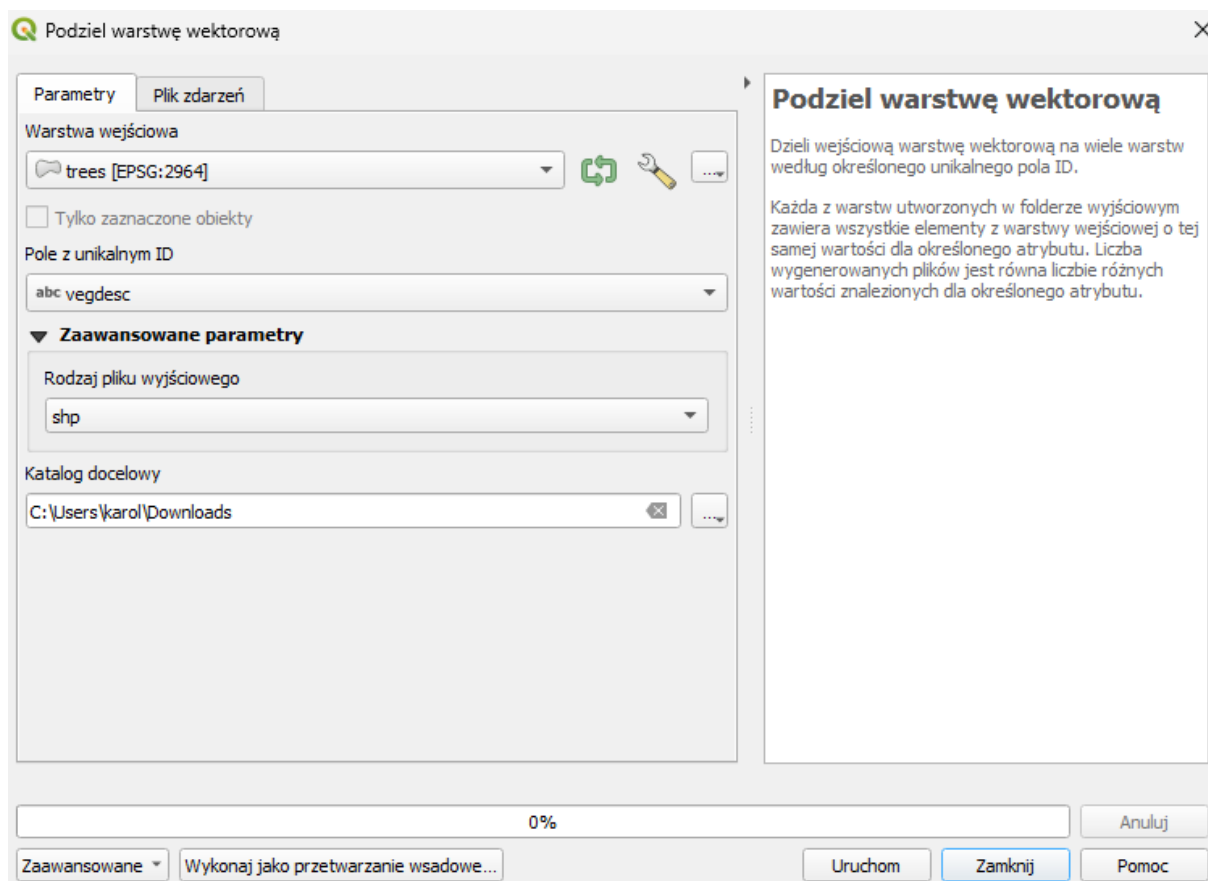 Podziel warstwę wektorową
Parametry
Plik zdarzeń
Warstwa wejściowa
trees [EPSG:2964]
...
Tylko zaznaczone obiekty
Pole z unikalnym ID
abc vegdesc
Zaawansowane parametry
Rodzaj pliku wyjściowego
shp
Katalog docelowy
C:\Users\karol\Downloads
...
Podziel warstwę wektorową
Dzieli wejściową warstwę wektorową na wiele warstw
według określonego unikalnego pola ID.
Każda z warstw utworzonych w folderze wyjściowym
zawiera wszystkie elementy z warstwy wejściowej o tej
samej wartości dla określonego atrybutu. Liczba
wygenerowanych plików jest równa liczbie różnych
wartości znalezionych dla określonego atrybutu.
0%
Anuluj
Zaawansowane
Wykonaj jako przetwarzanie wsadowe...
Uruchom
Zamknij
Pomoc